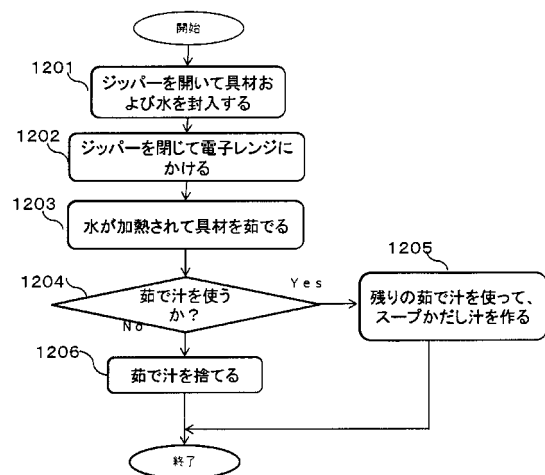 開始
1201
ジッパーを開いて具材お
よび水を封入する
1202
ジッパーを閉じて電子レンジに
かける
1203
水が加熱されて具材を茹でる
1204
茹で汁を使う
か？
Yes
No
1205
残りの茹で汁を使って、
スープかだし汁を作る
1206
茹で汁を捨てる
終了